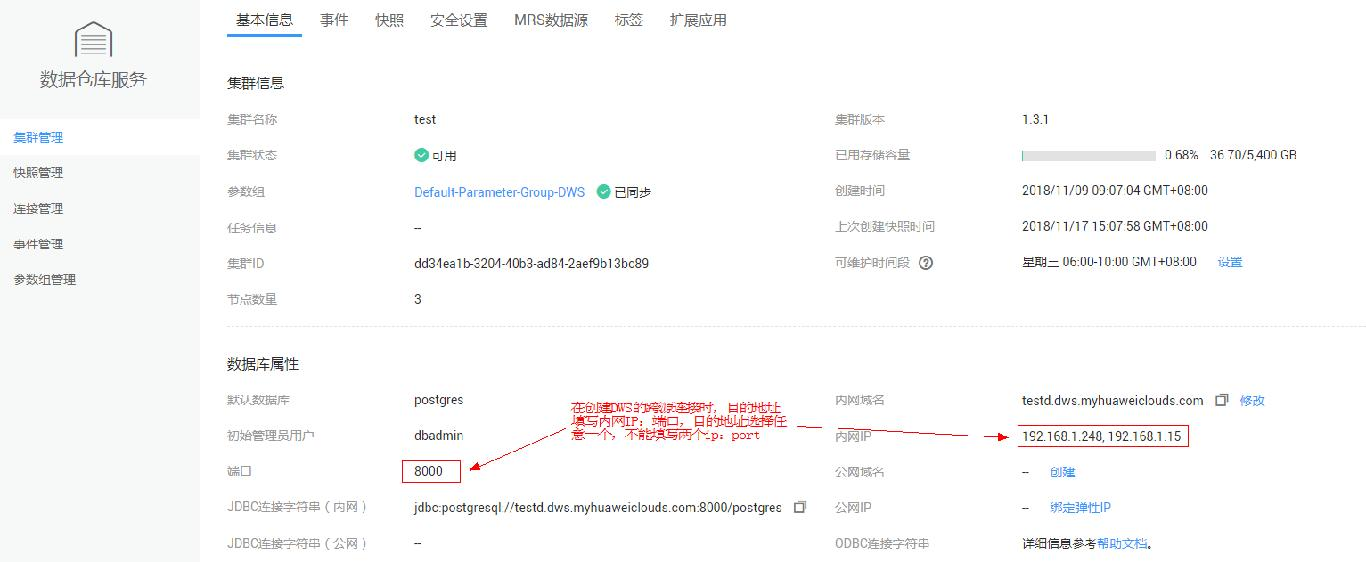 数据仓库服务
集群管理
快照管理
连接管理
事件管理
参数组管理
基本信息 事件 快照 安全设置 MRS数据源 标签 扩展应用
集群信息
集群名称 test 集群版本 1.3.1
集群状态 可用 已用存储容量 0.68% 36.70/5,400 GB
参数组 Default-Parameter-Group-DWS 已同步 创建时间 2018/11/09 09:07:04 GMT+08:00
任务信息 -- 上次创建快照时间 2018/11/17 15:07:58 GMT+08:00
集群ID dd34ea1b-3204-40b3-ad84-2aef9b13bc89 可维护时间段 ? 星期三 06:00-10:00 GMT+08:00 设置
节点数量 3
数据库属性
默认数据库 postgres 内网域名 testd.dws.myhuaweiclouds.com 修改
初始管理员用户 dbadmin 内网IP 192.168.1.248, 192.168.1.15
端口 8000 公网域名 -- 创建
JDBC连接字符串（内网） jdbc:postgresql://testd.dws.myhuaweiclouds.com:8000/postgres 公网IP -- 绑定弹性IP
JDBC连接字符串（公网） -- ODBC连接字符串 详细信息参考帮助文档。
在创建DWS的跨源连接时，目的地址
填写内网IP：端口，目的地址选择任
意一个，不能填写两个ip：port